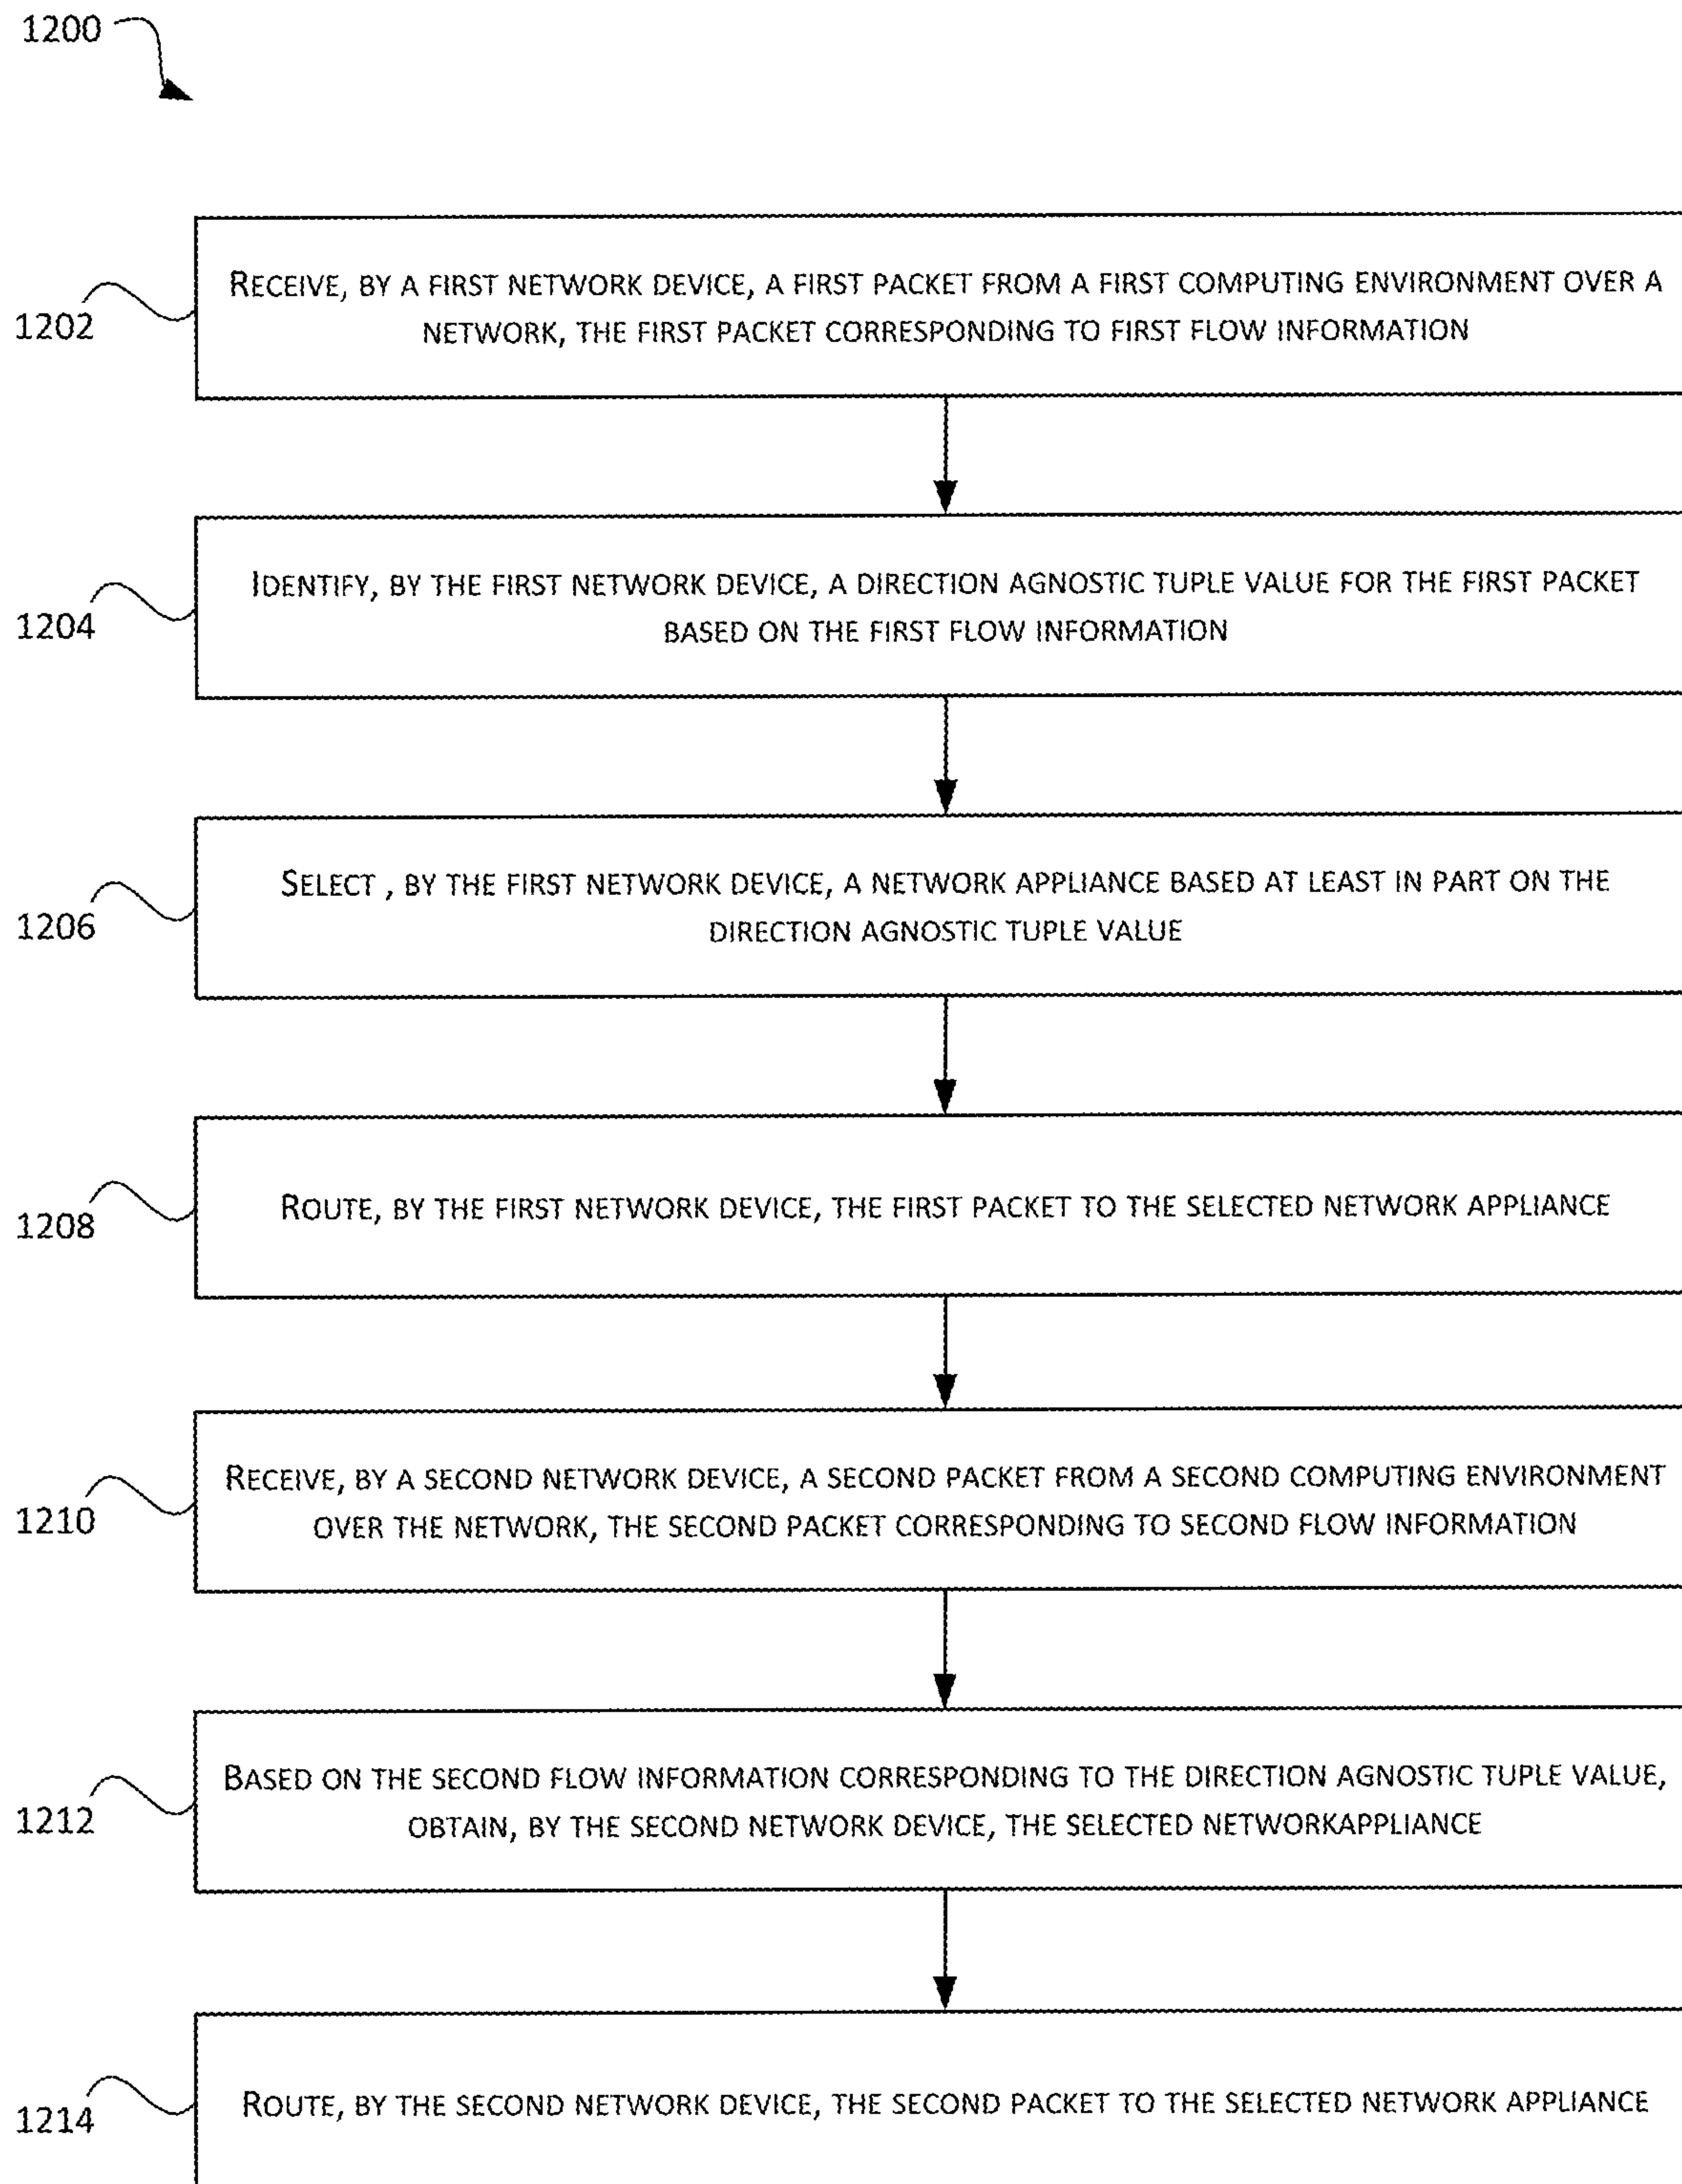 1200
1202
RECEIVE, BY A FIRST NETWORK DEVICE, A FIRST PACKET FROM A FIRST COMPUTING ENVIRONMENT OVER A
NETWORK, THE FIRST PACKET CORRESPONDING TO FIRST FLOW INFORMATION
1204
IDENTIFY, BY THE FIRST NETWORK DEVICE, A DIRECTION AGNOSTIC TUPLE VALUE FOR THE FIRST PACKET
BASED ON THE FIRST FLOW INFORMATION
1206
SELECT , BY THE FIRST NETWORK DEVICE, A NETWORK APPLIANCE BASED AT LEAST IN PART ON THE
DIRECTION AGNOSTIC TUPLE VALUE
1208
ROUTE, BY THE FIRST NETWORK DEVICE, THE FIRST PACKET TO THE SELECTED NETWORK APPLIANCE
1210
RECEIVE, BY A SECOND NETWORK DEVICE, A SECOND PACKET FROM A SECOND COMPUTING ENVIRONMENT
OVER THE NETWORK, THE SECOND PACKET CORRESPONDING TO SECOND FLOW INFORMATION
1212
BASED ON THE SECOND FLOW INFORMATION CORRESPONDING TO THE DIRECTION AGNOSTIC TUPLE VALUE,
OBTAIN, BY THE SECOND NETWORK DEVICE, THE SELECTED NETWORKAPPLIANCE
1214
ROUTE, BY THE SECOND NETWORK DEVICE, THE SECOND PACKET TO THE SELECTED NETWORK APPLIANCE